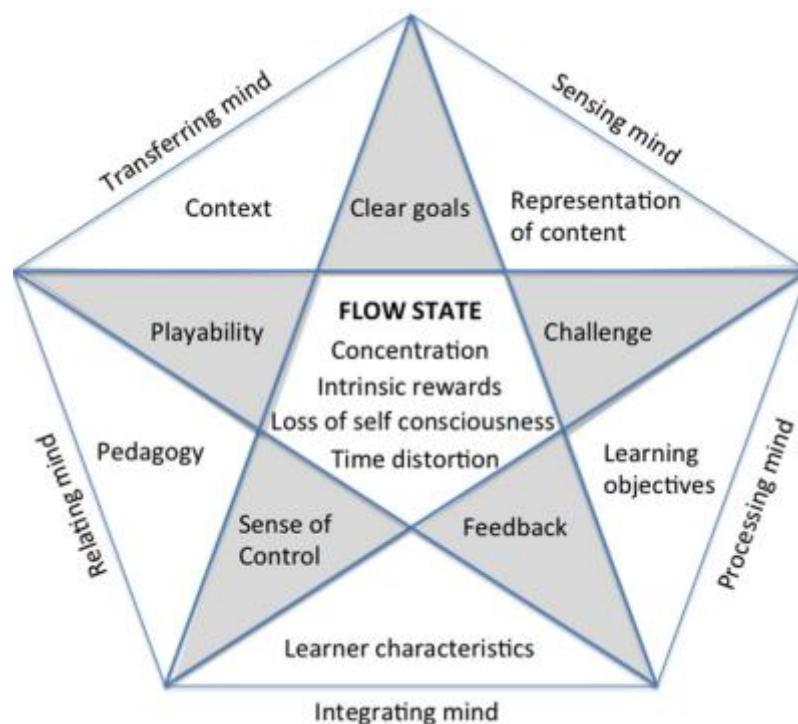 Transferring mind
Sensing mind
Context
Clear goals
Representation
of content
Playability
FLOW STATE
Concentration
Intrinsic rewards
Loss of self consciousness
Time distortion
Challenge
Relating mind
Pedagogy
Learning
objectives
Processing mind
Sense of
Control
Feedback
Learner characteristics
Integrating mind